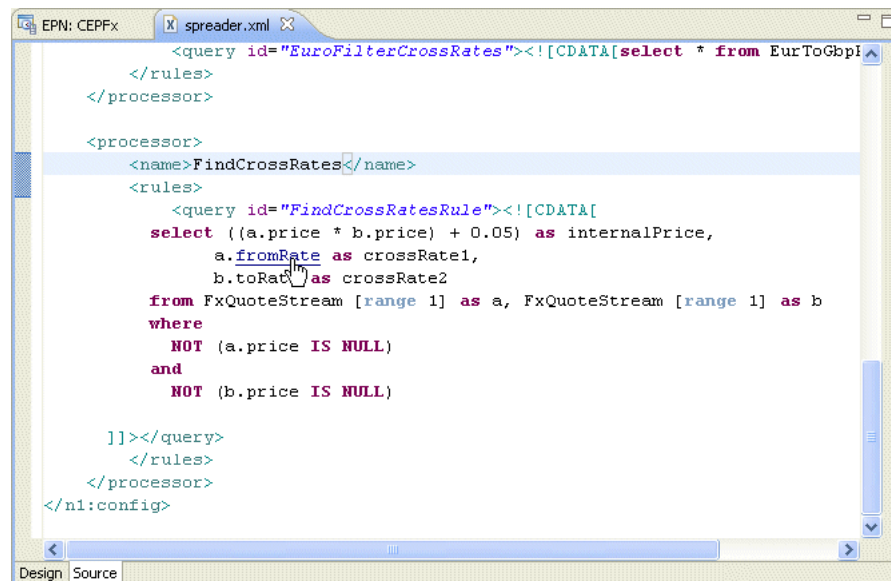 EPN: CEPFx
spreader.xml
<query id="EuroFilterCrossRates"><![CDATA[select * from EurToGbp
</rules>
</processor>
<processor>
<name>FindCrossRates</name>
<rules>
<query id="FindCrossRatesRule"><![CDATA[
select ((a.price * b.price) + 0.05) as internalPrice,
a.fromRate as crossRate1,
b.toRate as crossRate2
from FxQuoteStream [range 1] as a, FxQuoteStream [range 1] as b
where
NOT (a.price IS NULL)
and
NOT (b.price IS NULL)
]]></query>
</rules>
</processor>
</n1:config>
Design Source